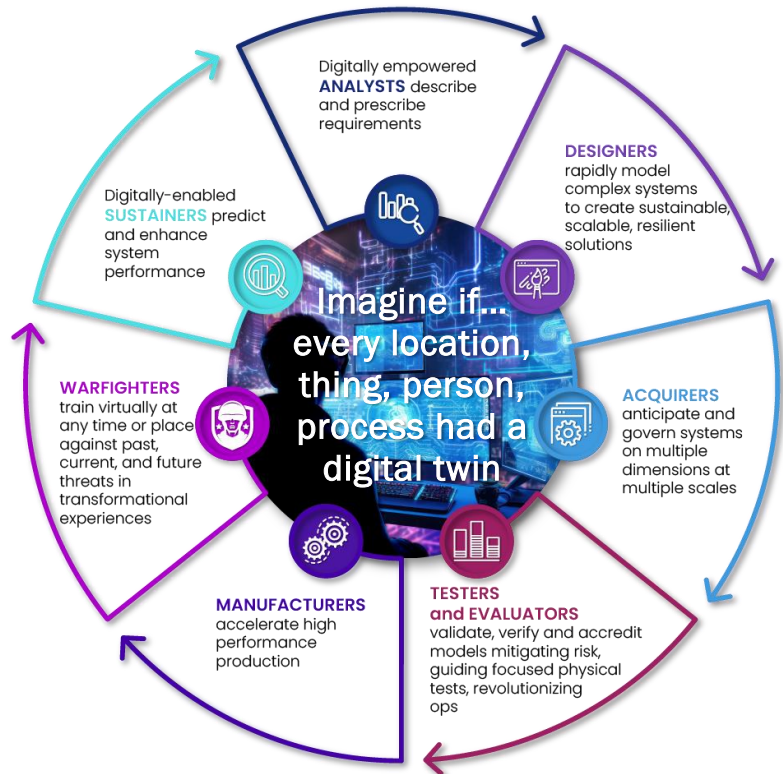 Digitally empowered
ANALYSTS describe
and prescribe
requirements
DESIGNERS
rapidly model
complex systems
to create sustainable,
scalable, resilient
solutions
ACQUIRERS
anticipate and
govern systems
on multiple
dimensions at
multiple scales
TESTERS
and EVALUATORS
validate, verify and accredit
models mitigating risk,
guiding focused physical
tests, revolutionizing
ops
MANUFACTURERS
accelerate high
performance
production
WARFIGHTERS
train virtually at
any time or place
against past,
current, and future
threats in
transformational
experiences
Digitally-enabled
SUSTAINERS predict
and enhance
system
performance
Imagine if...
every location,
thing, person,
process had a
digital twin